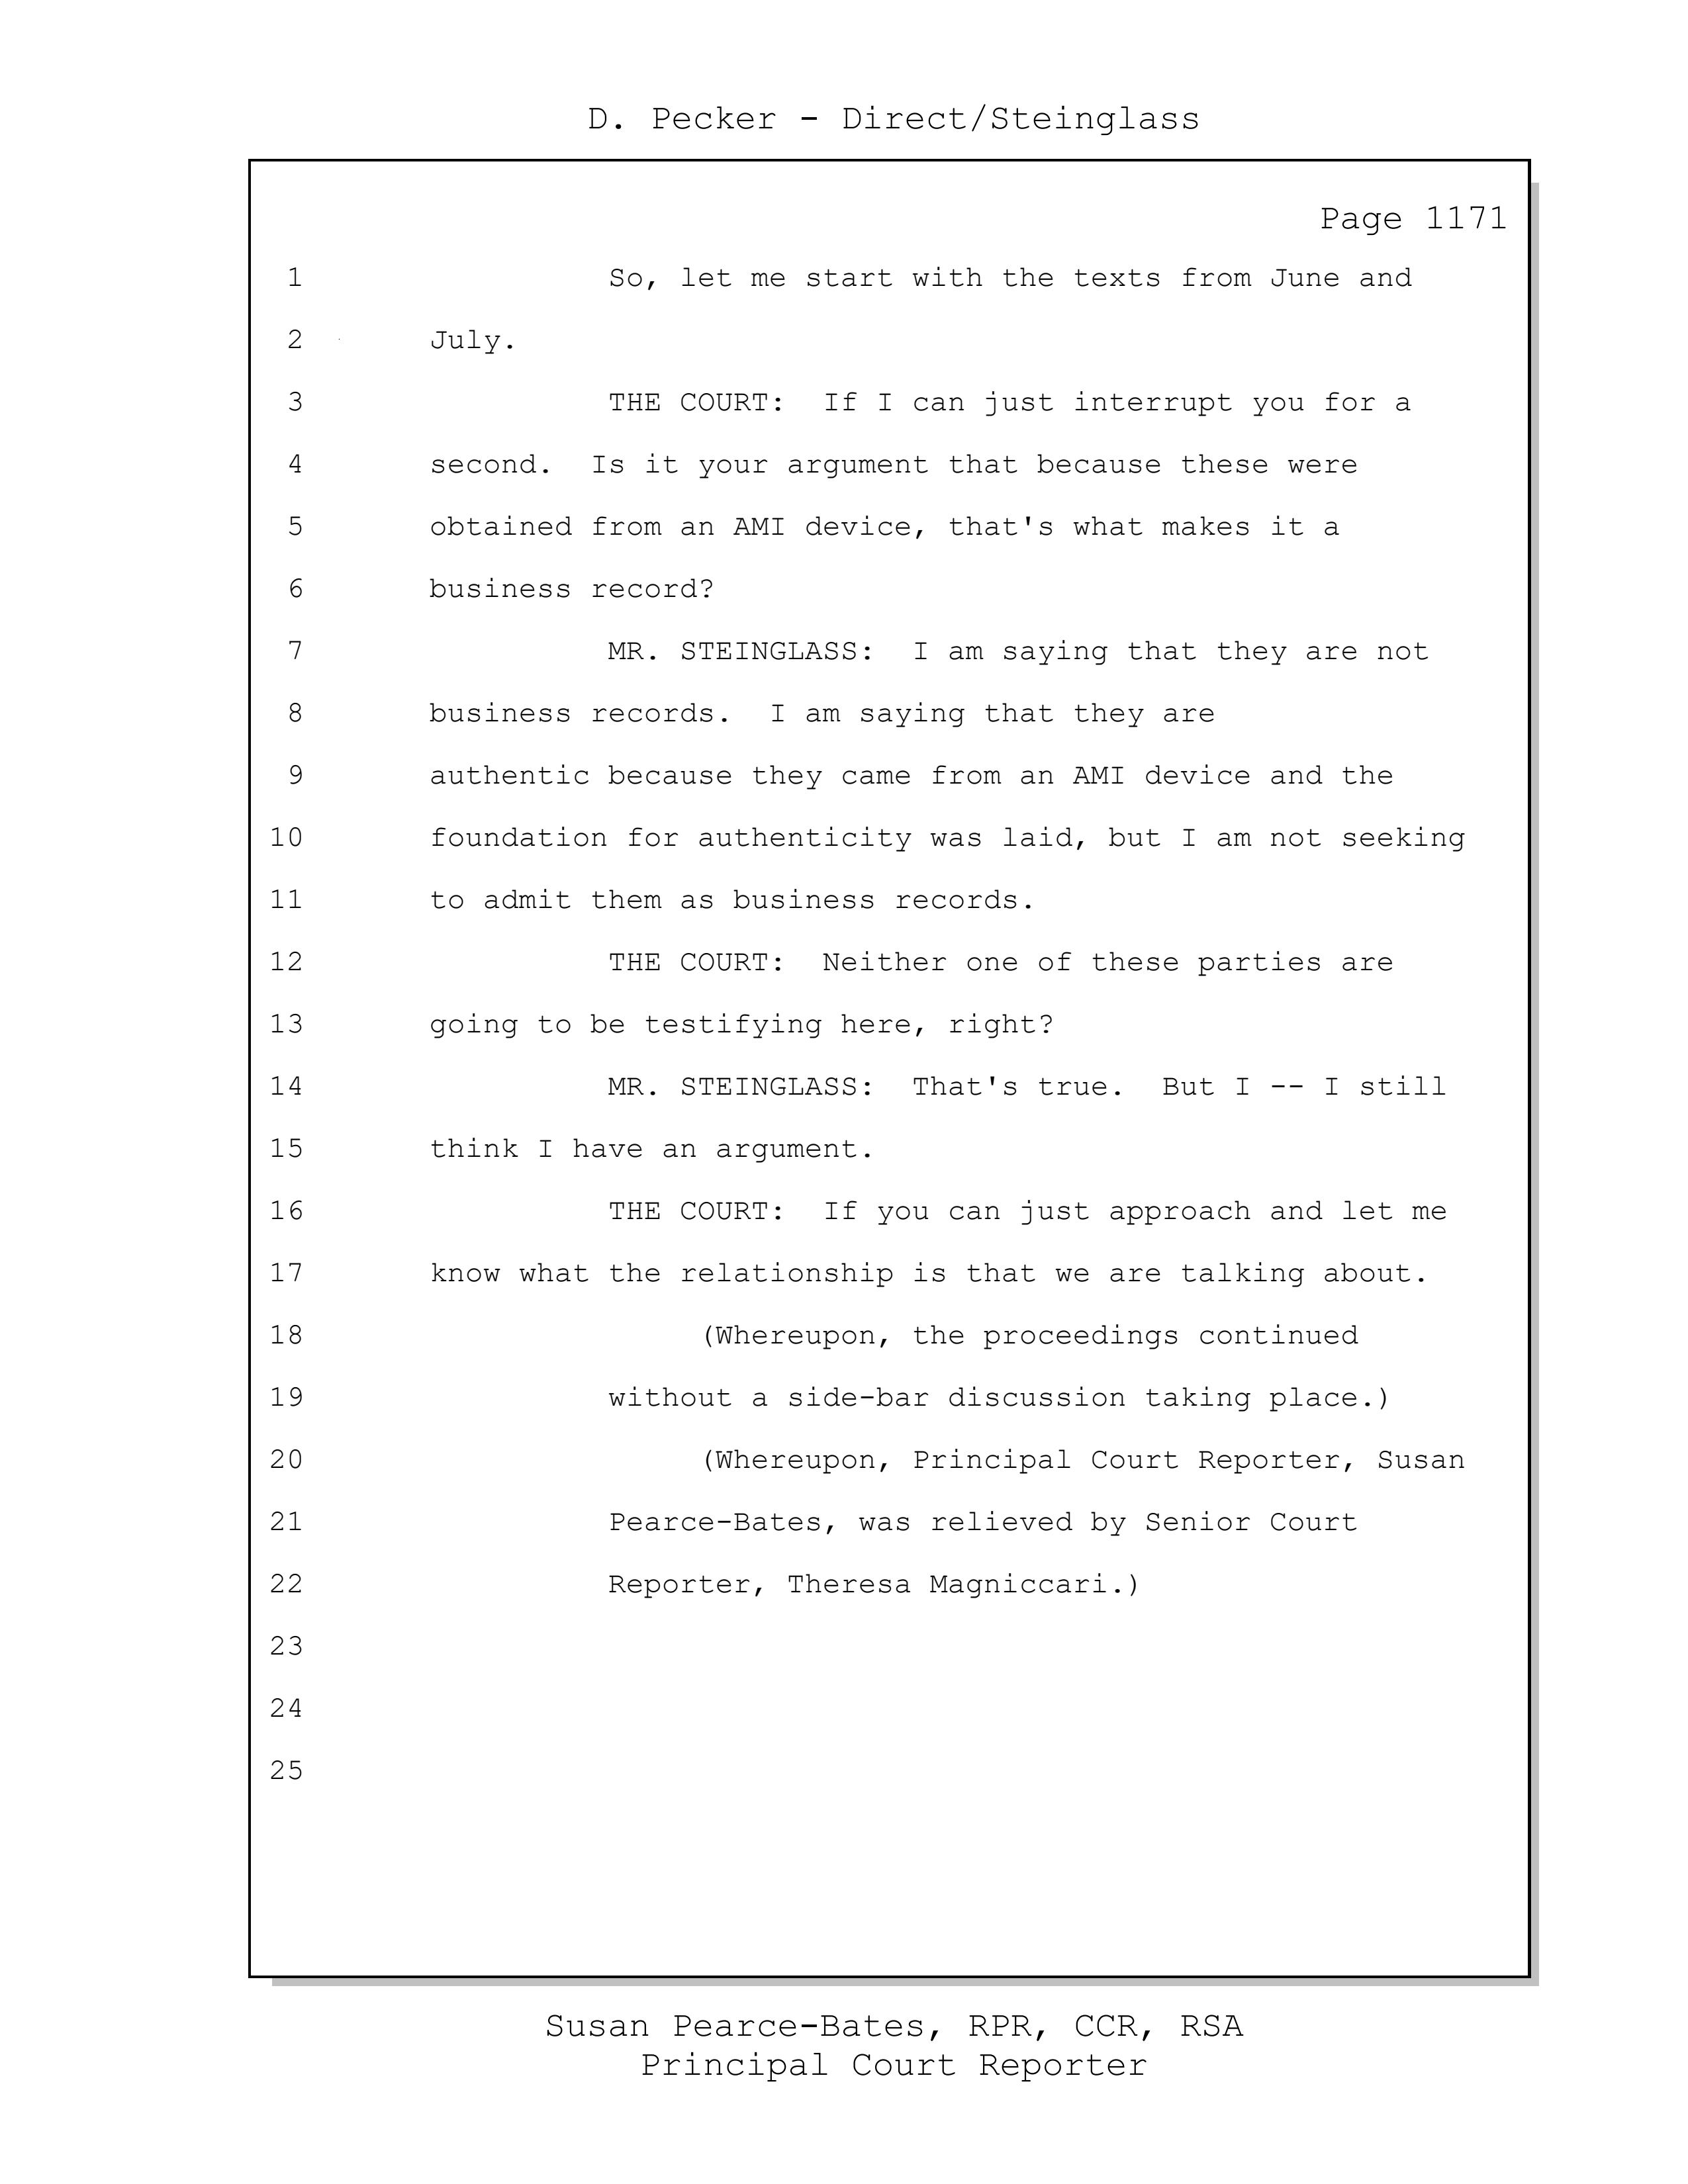 D. Pecker - Direct/Steinglass
Page 1171
1 So, let me start with the texts from June and
2 July.
3 THE COURT: If I can just interrupt you for a
4 second. Is it your argument that because these were
5 obtained from an AMI device, that's what makes it a
6 business record?
7 MR. STEINGLASS: I am saying that they are not
8 business records. I am saying that they are
9 authentic because they came from an AMI device and the
10 foundation for authenticity was laid, but I am not seeking
11 to admit them as business records.
12 THE COURT: Neither one of these parties are
13 going to be testifying here, right?
14 MR. STEINGLASS: That's true. But I -- I still
15 think I have an argument.
16 THE COURT: If you can just approach and let me
17 know what the relationship is that we are talking about.
18 (Whereupon, the proceedings continued
19 without a side-bar discussion taking place.)
20 (Whereupon, Principal Court Reporter, Susan
21 Pearce-Bates, was relieved by Senior Court
22 Reporter, Theresa Magniccari.)
23
24
25
Susan Pearce-Bates, RPR, CCR, RSA
Principal Court Reporter